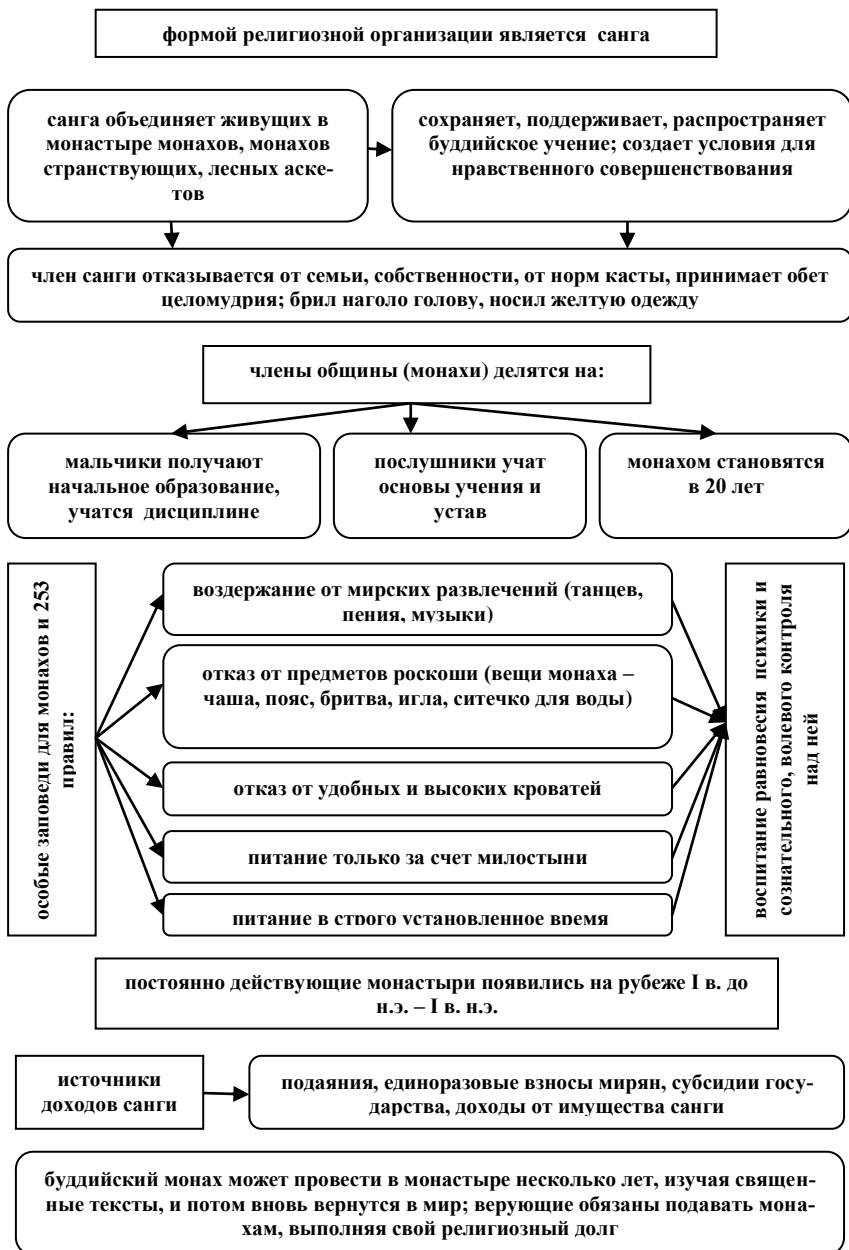 формой религиозной организации является санга
санга объединяет живущих в
монастыре монахов, монахов
странствующих, лесных аске-
тов
сохраняет, поддерживает, распространяет
буддийское учение; создает условия для
нравственного совершенствования
член санги отказывается от семьи, собственности, от норм касты, принимает обет
целомудрия; брил наголо голову, носил желтую одежду
члены общины (монахи) делятся на:
мальчики получают
начальное образование,
учатся дисциплине
послушники учат
основы учения и
устав
монахом становятся
в 20 лет
особые заповеди для монахов и 253
правил:
воздержание от мирских развлечений (танцев,
пения, музыки)
отказ от предметов роскоши (вещи монаха –
чаша, пояс, бритва, игла, ситечко для воды)
отказ от удобных и высоких кроватей
питание только за счет милостыни
питание в строго установленное время
воспитание равновесия психики и
сознательного, волевого контроля
над ней
постоянно действующие монастыри появились на рубеже I в. до
н.э. – I в. н.э.
источники
доходов санги
подаяния, единоразовые взносы мирян, субсидии госу-
дарства, доходы от имущества санги
буддийский монах может провести в монастыре несколько лет, изучая священ-
ные тексты, и потом вновь вернутся в мир; верующие обязаны подавать мона-
хам, выполняя свой религиозный долг